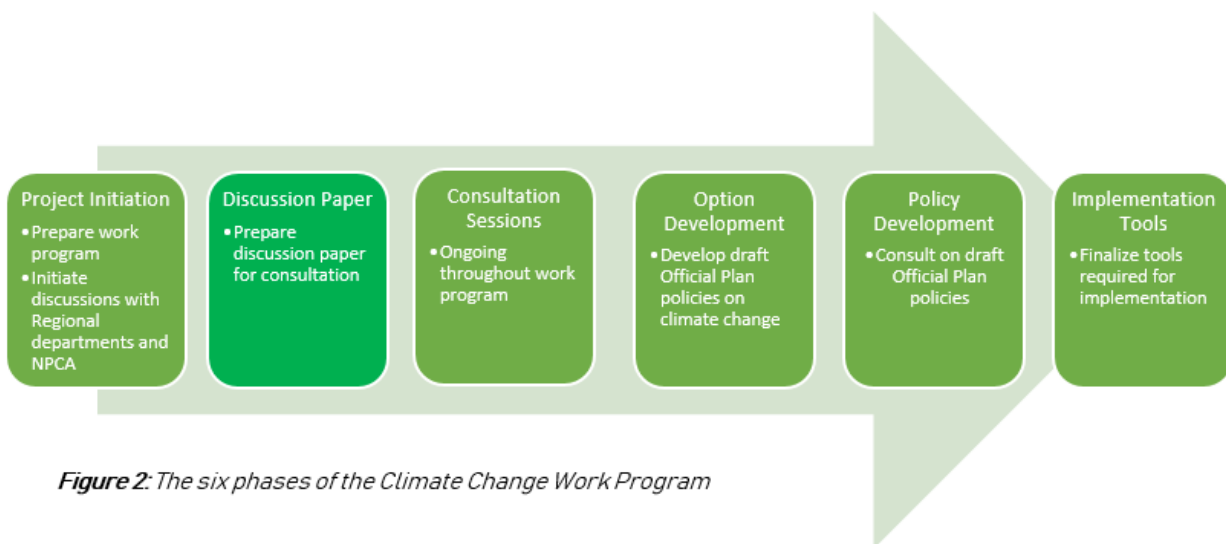 Project Initiation
•Prepare work
program
•Initiate
discussions with
Regional
departments and
NPCA
Discussion Paper
•Prepare
discussion paper
for consultation
Consultation
Sessions
•Ongoing
throughout work
program
Option
Development
•Develop draft
Official Plan
policies on
climate change
Policy
Development
•Consult on draft
Official Plan
policies
Implementation
Tools
•Finalize tools
required for
implementation
Figure 2: The six phases of the Climate Change Work Program